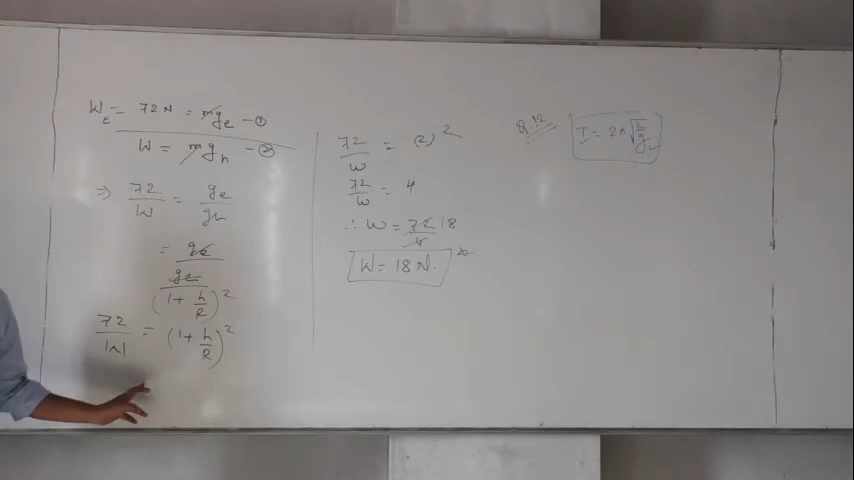 W_e = 72 N = mg_e - ①
W = mg_h - ②
⇒ 72/W = g_e/g_h
= g_e / (g_e/(1 + h/R)^2)
72/W = (1 + h/R)^2
72/W = (2)^2
72/W = 4
∴ W = 72/4 18
W = 18 N
Q 12
T = 2π√(L/g)